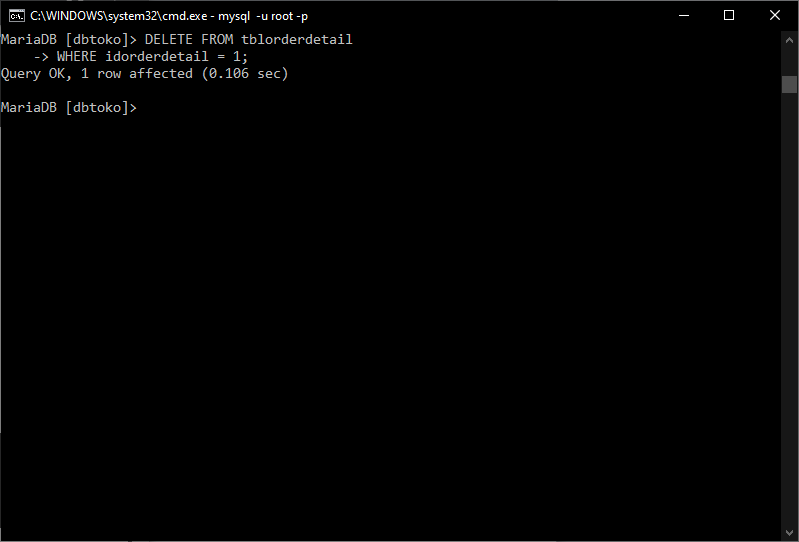 C:\WINDOWS\system32\cmd.exe - mysql  -u root -p
MariaDB [dbtoko]> DELETE FROM tblorderdetail
    -> WHERE idorderdetail = 1;
Query OK, 1 row affected (0.106 sec)
MariaDB [dbtoko]>